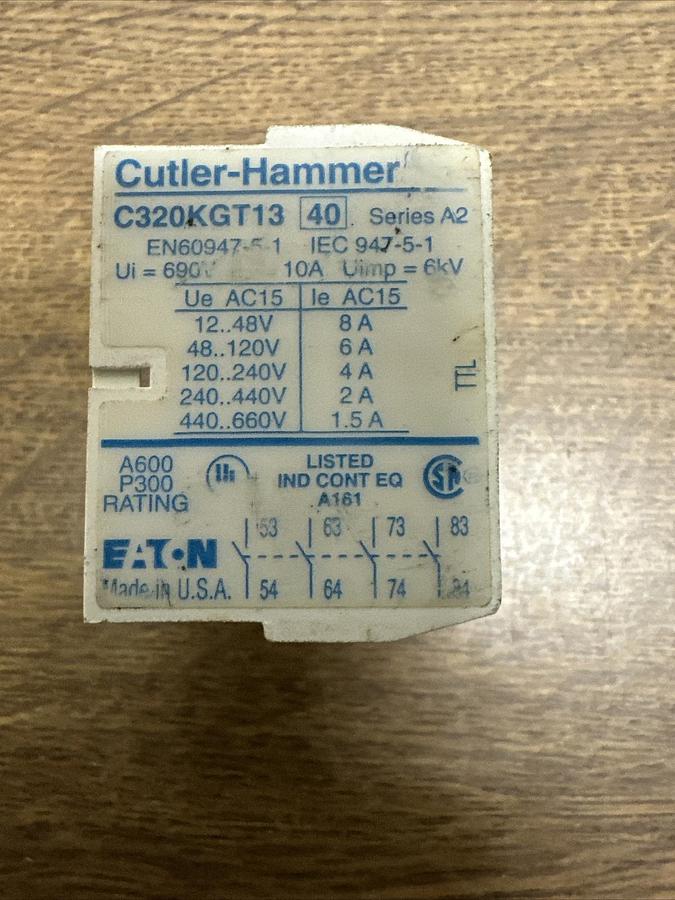 Cutler-Hammer
C320KGT13 40 Series A2
EN60947-5-1 IEC 947-5-1
Ui = 690V 10A Uimp = 6kV
Ue AC15 Ie AC15
12..48V 8 A
48..120V 6 A
120..240V 4 A
240..440V 2 A
440..660V 1.5 A
A600
P300
RATING
LISTED
IND CONT EQ
A161
53 63 73 83
EATON
Made in U.S.A. 54 64 74 84